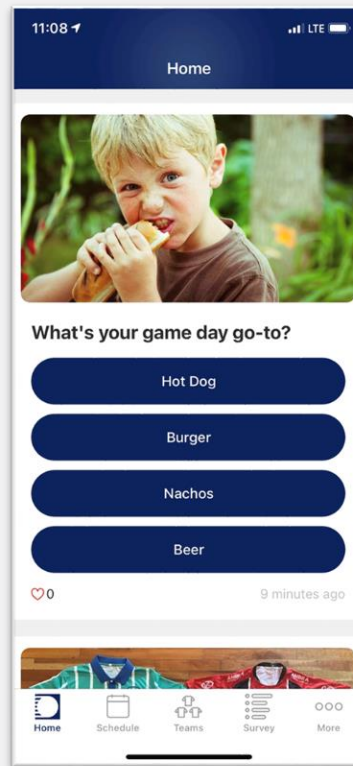 11:08
LTE
Home
What's your game day go-to?
Hot Dog
Burger
Nachos
Beer
0
9 minutes ago
Home
Schedule
Teams
Survey
More